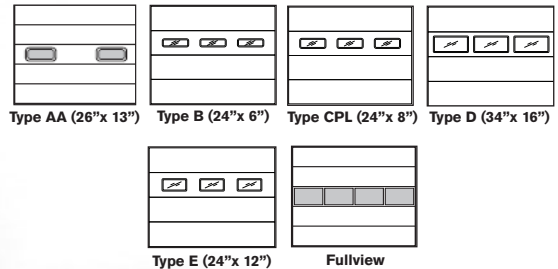 Type AA (26”x 13”) Type B (24”x 6”) Type CPL (24”x 8”) Type D (34”x 16”)
Type E (24”x 12”) Fullview